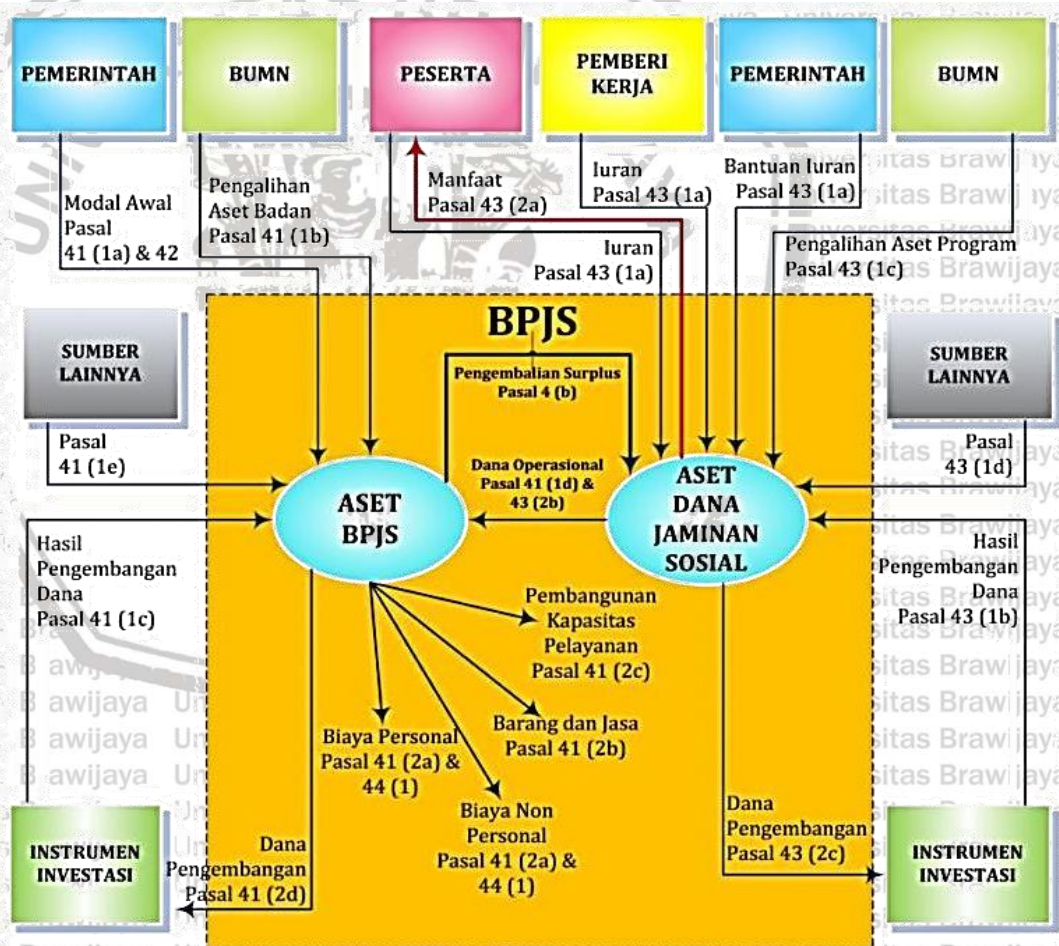 PEMERINTAH
BUMN
PESERTA
PEMBERI
KERJA
PEMERINTAH
BUMN
Modal Awal
Pasal
41 (1a) & 42
Pengalihan
Aset Badan
Pasal 41 (1b)
Manfaat
Pasal 43 (2a)
Iuran
Pasal 43 (1a)
Iuran
Pasal 43 (1a)
Bantuan Iuran
Pasal 43 (1a)
Pengalihan Aset Program
Pasal 43 (1c)
SUMBER
LAINNYA
BPJS
SUMBER
LAINNYA
Pengembalian Surplus
Pasal 4 (b)
Pasal
41 (1e)
Pasal
43 (1d)
Dana Operasional
Pasal 41 (1d) &
43 (2b)
ASET
BPJS
ASET
DANA
JAMINAN
SOSIAL
Hasil
Pengembangan
Dana
Pasal 41 (1c)
Hasil
Pengembangan
Dana
Pasal 43 (1b)
Pembangunan
Kapasitas
Pelayanan
Pasal 41 (2c)
Barang dan Jasa
Pasal 41 (2b)
Biaya Personal
Pasal 41 (2a) &
44 (1)
Biaya Non
Personal
Pasal 41 (2a) &
44 (1)
INSTRUMEN
INVESTASI
Dana
Pengembangan
Pasal 41 (2d)
Dana
Pengembangan
Pasal 43 (2c)
INSTRUMEN
INVESTASI